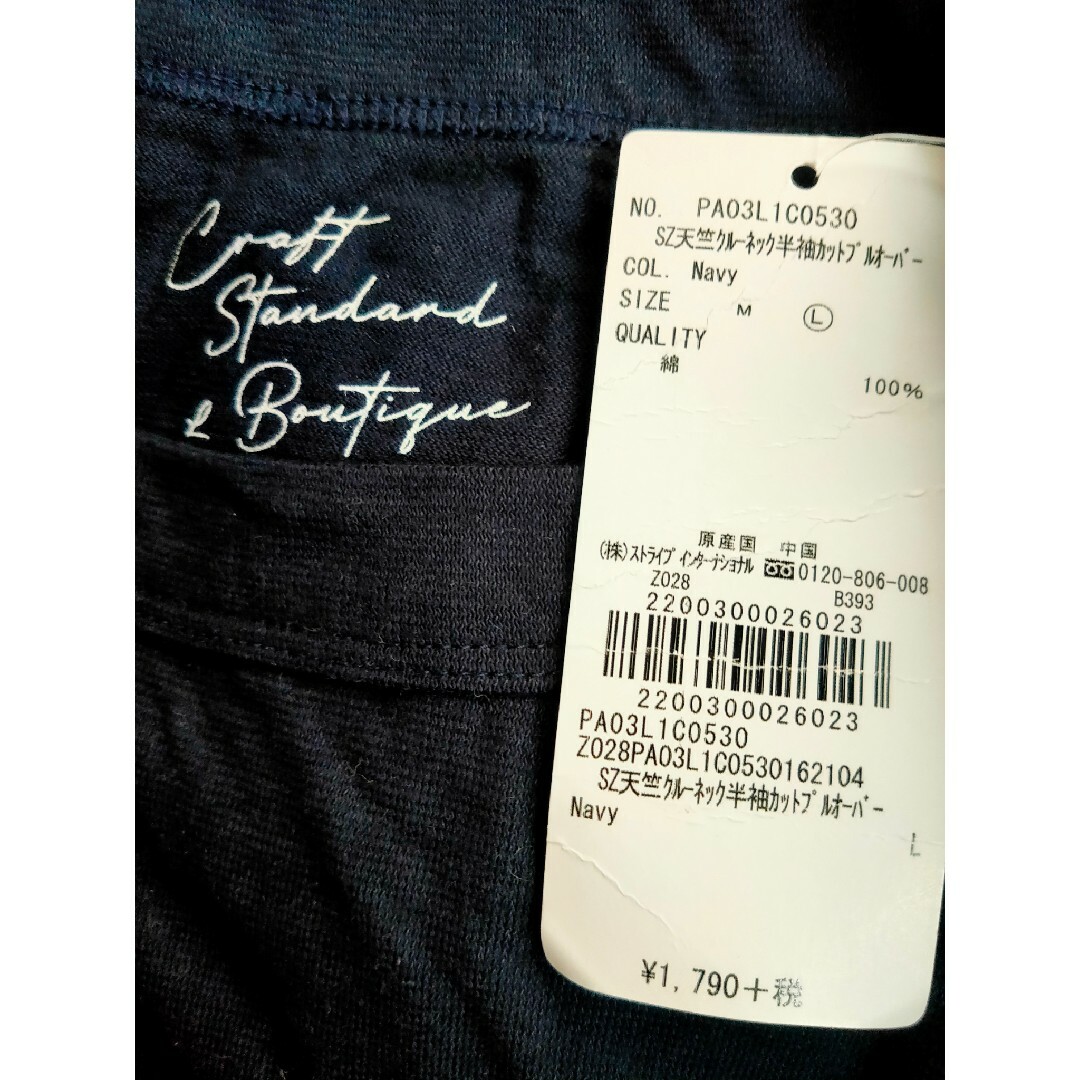 Craft
Standard
& Boutique
NO. PA03L1C0530
SZ天竺クルーネック半袖カットプルオーバー
COL. Navy
SIZE M Ⓛ
QUALITY
綿
100%
原産国 中国
(株)ストライプインターナショナル 0120-806-008
Z028 B393
2200300026023
2200300026023
PA03L1C0530
Z028PA03L1C0530162104
SZ天竺クルーネック半袖カットプルオーバー
Navy
L
¥1,790+税